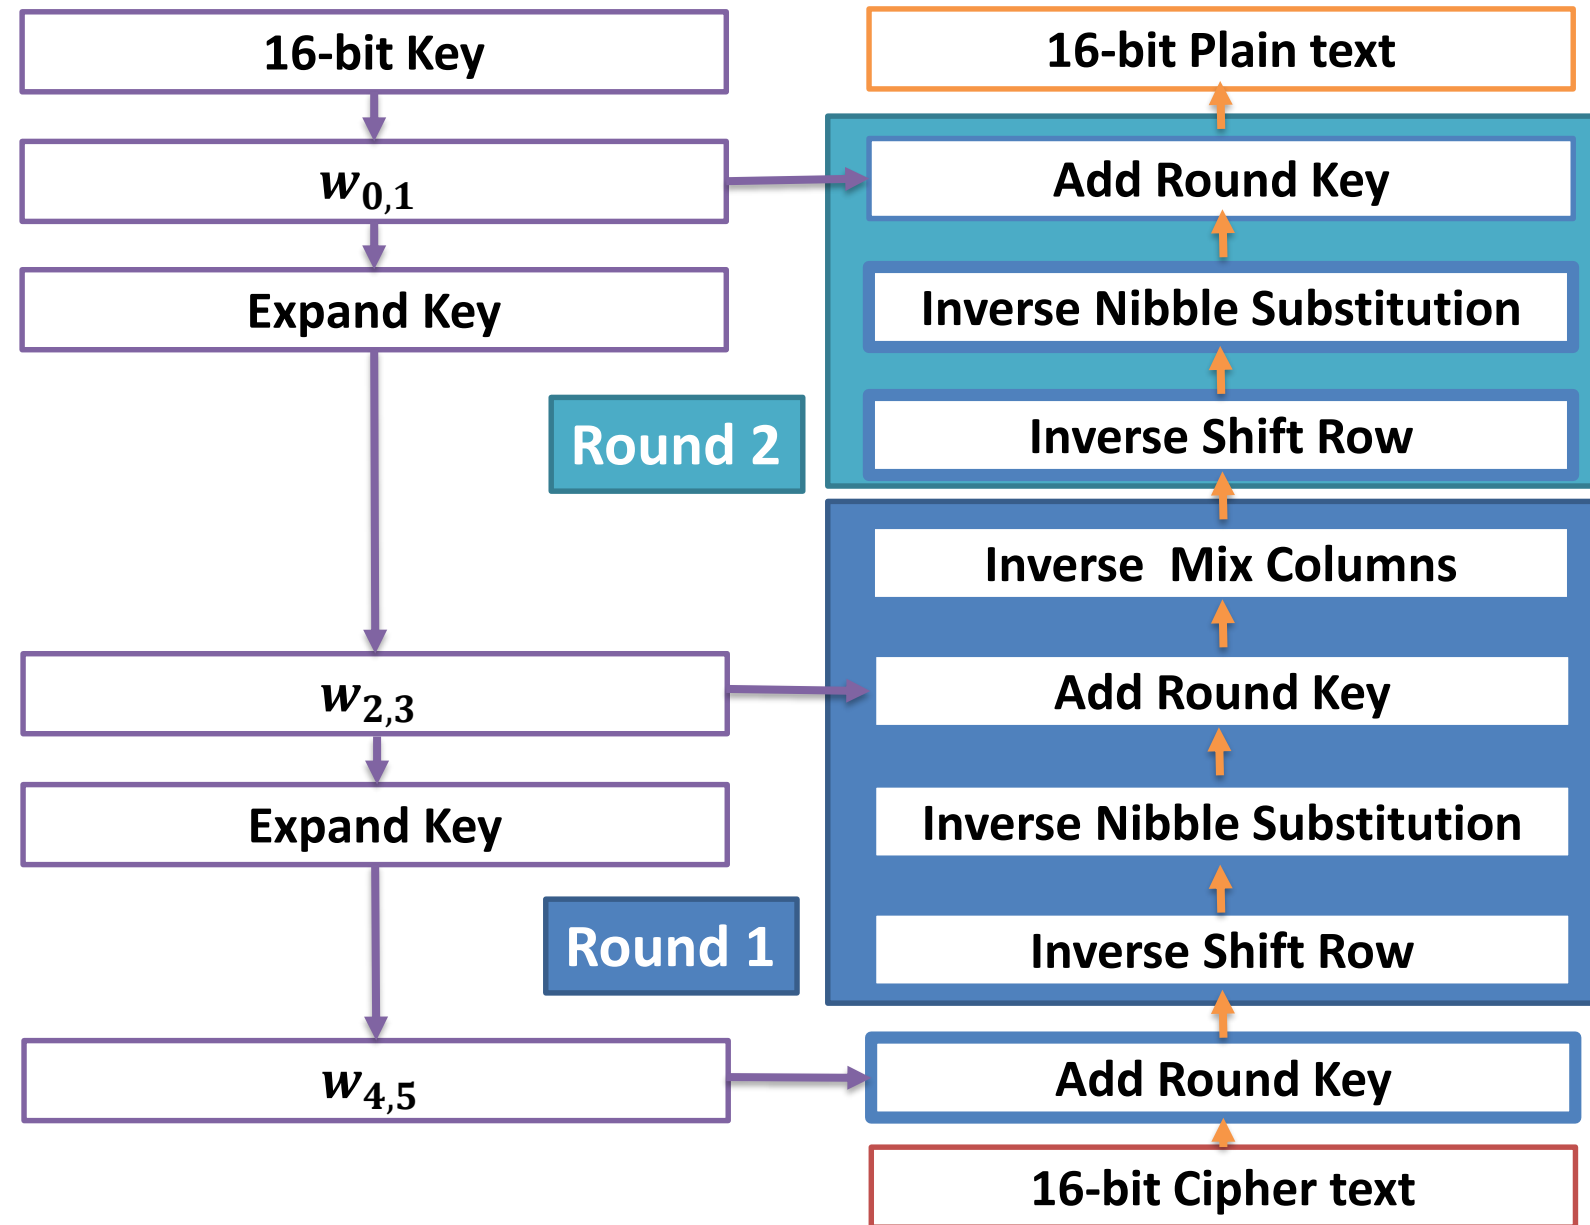 16-bit Key
w0,1
Expand Key
w2,3
Expand Key
w4,5
Round 2
Round 1
16-bit Plain text
Add Round Key
Inverse Nibble Substitution
Inverse Shift Row
Inverse Mix Columns
Add Round Key
Inverse Nibble Substitution
Inverse Shift Row
Add Round Key
16-bit Cipher text